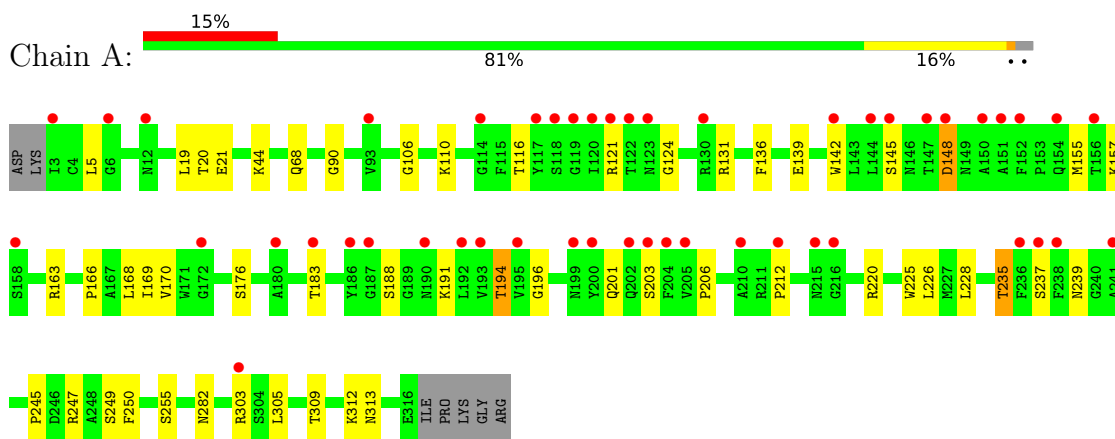 15%
Chain A:
81% 16% • •
ASP LYS I3 C4 L5 G6 N12 L19 T20 E21 K44 Q68 G90 V93 G106 K110 G114 F115 T116 Y117 S118 G119 I120 R121 T122 N123 G124 R130 R131 F136 E139 W142 L143 L144 S145 N146 T147 D148 N149 A150 A151 F152 P153 Q154 M155 T156 K157
S158 R163 P166 A167 L168 I169 V170 W171 G172 S176 A180 T183 Y186 G187 S188 G189 N190 K191 L192 V193 T194 V195 G196 N199 Y200 Q201 Q202 S203 F204 V205 P206 A210 R211 P212 N215 G216 R220 W225 L226 M227 L228 T235 F236 S237 F238 N239 G240 A241
P245 D246 R247 A248 S249 F250 S255 N282 R303 S304 L305 T309 K312 N313 E316 ILE PRO LYS GLY ARG